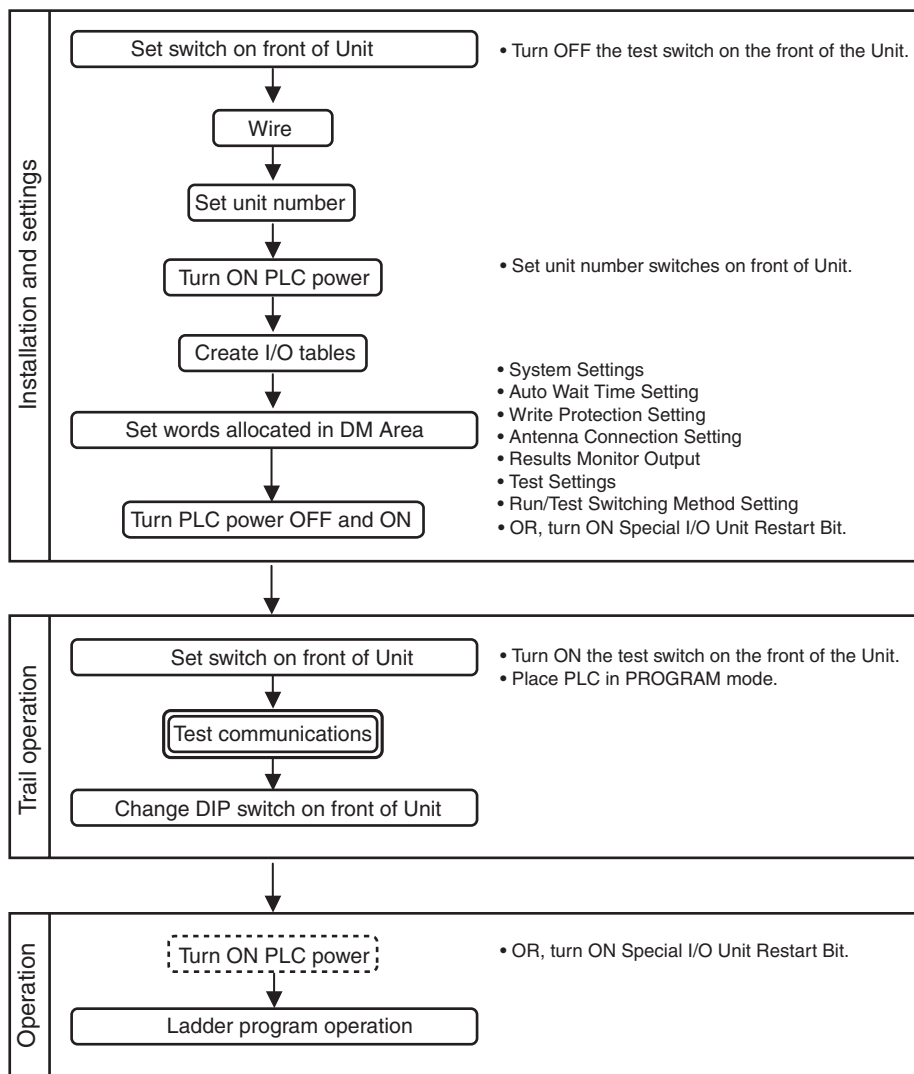 Installation and settings
Set switch on front of Unit
• Turn OFF the test switch on the front of the Unit.
Wire
Set unit number
Turn ON PLC power
• Set unit number switches on front of Unit.
Create I/O tables
• System Settings
• Auto Wait Time Setting
• Write Protection Setting
Set words allocated in DM Area
• Antenna Connection Setting
• Results Monitor Output
• Test Settings
• Run/Test Switching Method Setting
Turn PLC power OFF and ON
• OR, turn ON Special I/O Unit Restart Bit.
Trail operation
Set switch on front of Unit
• Turn ON the test switch on the front of the Unit.
• Place PLC in PROGRAM mode.
Test communications
Change DIP switch on front of Unit
Operation
Turn ON PLC power
• OR, turn ON Special I/O Unit Restart Bit.
Ladder program operation